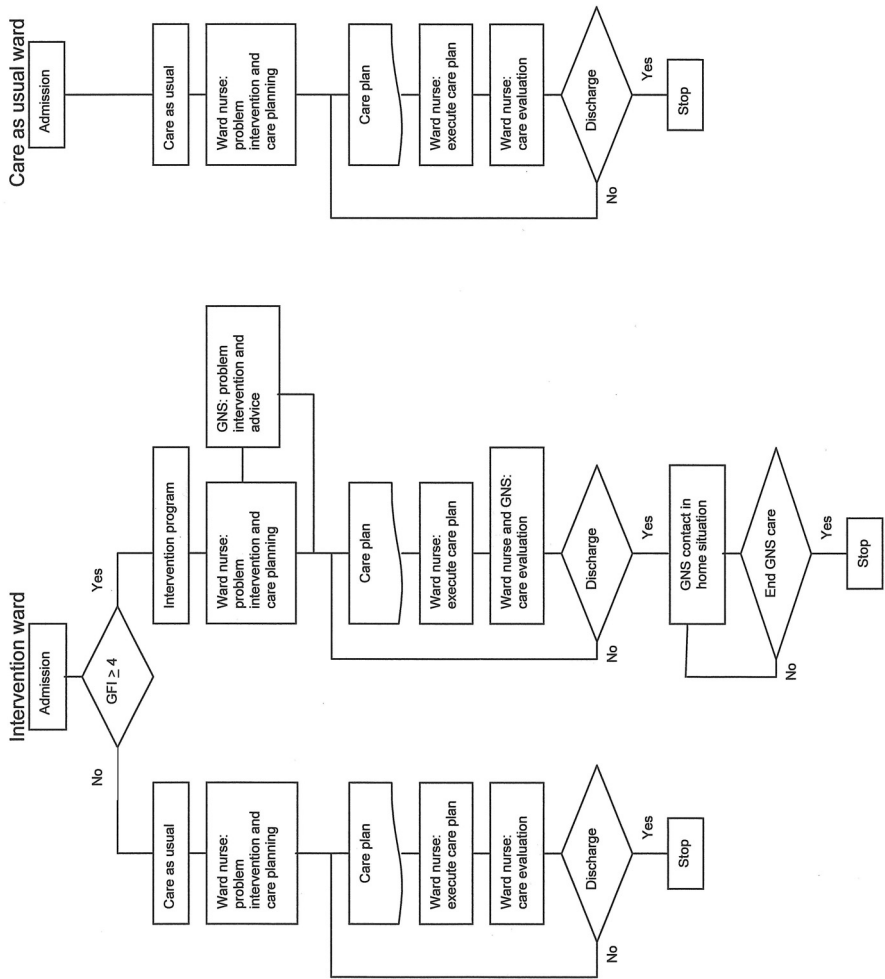 Intervention ward
Admission
GFI ≥ 4
No
Yes
Care as usual
Ward nurse:
problem
intervention and
care planning
Care plan
Ward nurse:
execute care plan
Ward nurse:
care evaluation
Discharge
No
Yes
Stop
Intervention program
Ward nurse:
problem
intervention and
care planning
GNS: problem
intervention and
advice
Care plan
Ward nurse:
execute care plan
Ward nurse and GNS:
care evaluation
Discharge
No
Yes
GNS contact in
home situation
End GNS care
No
Yes
Stop
Care as usual ward
Admission
Care as usual
Ward nurse:
problem
intervention and
care planning
Care plan
Ward nurse:
execute care plan
Ward nurse:
care evaluation
Discharge
No
Yes
Stop